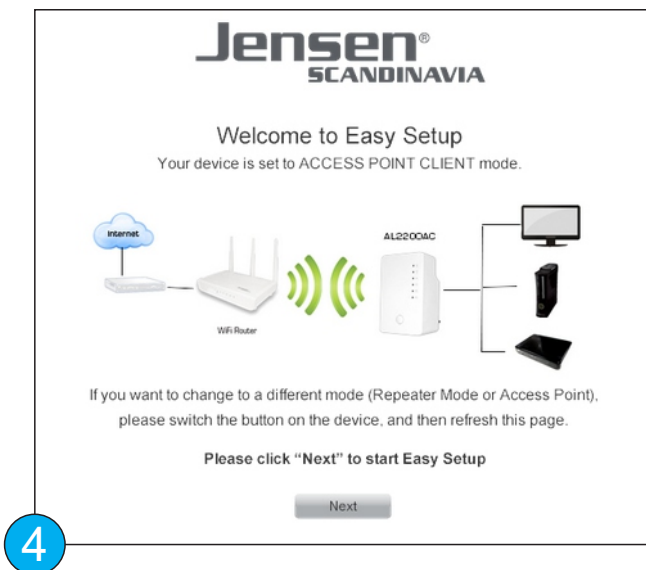 Jensen®
SCANDINAVIA
Welcome to Easy Setup
Your device is set to ACCESS POINT CLIENT mode.
Internet
AL2200AC
WiFi Router
If you want to change to a different mode (Repeater Mode or Access Point),
please switch the button on the device, and then refresh this page.
Please click “Next” to start Easy Setup
Next
4